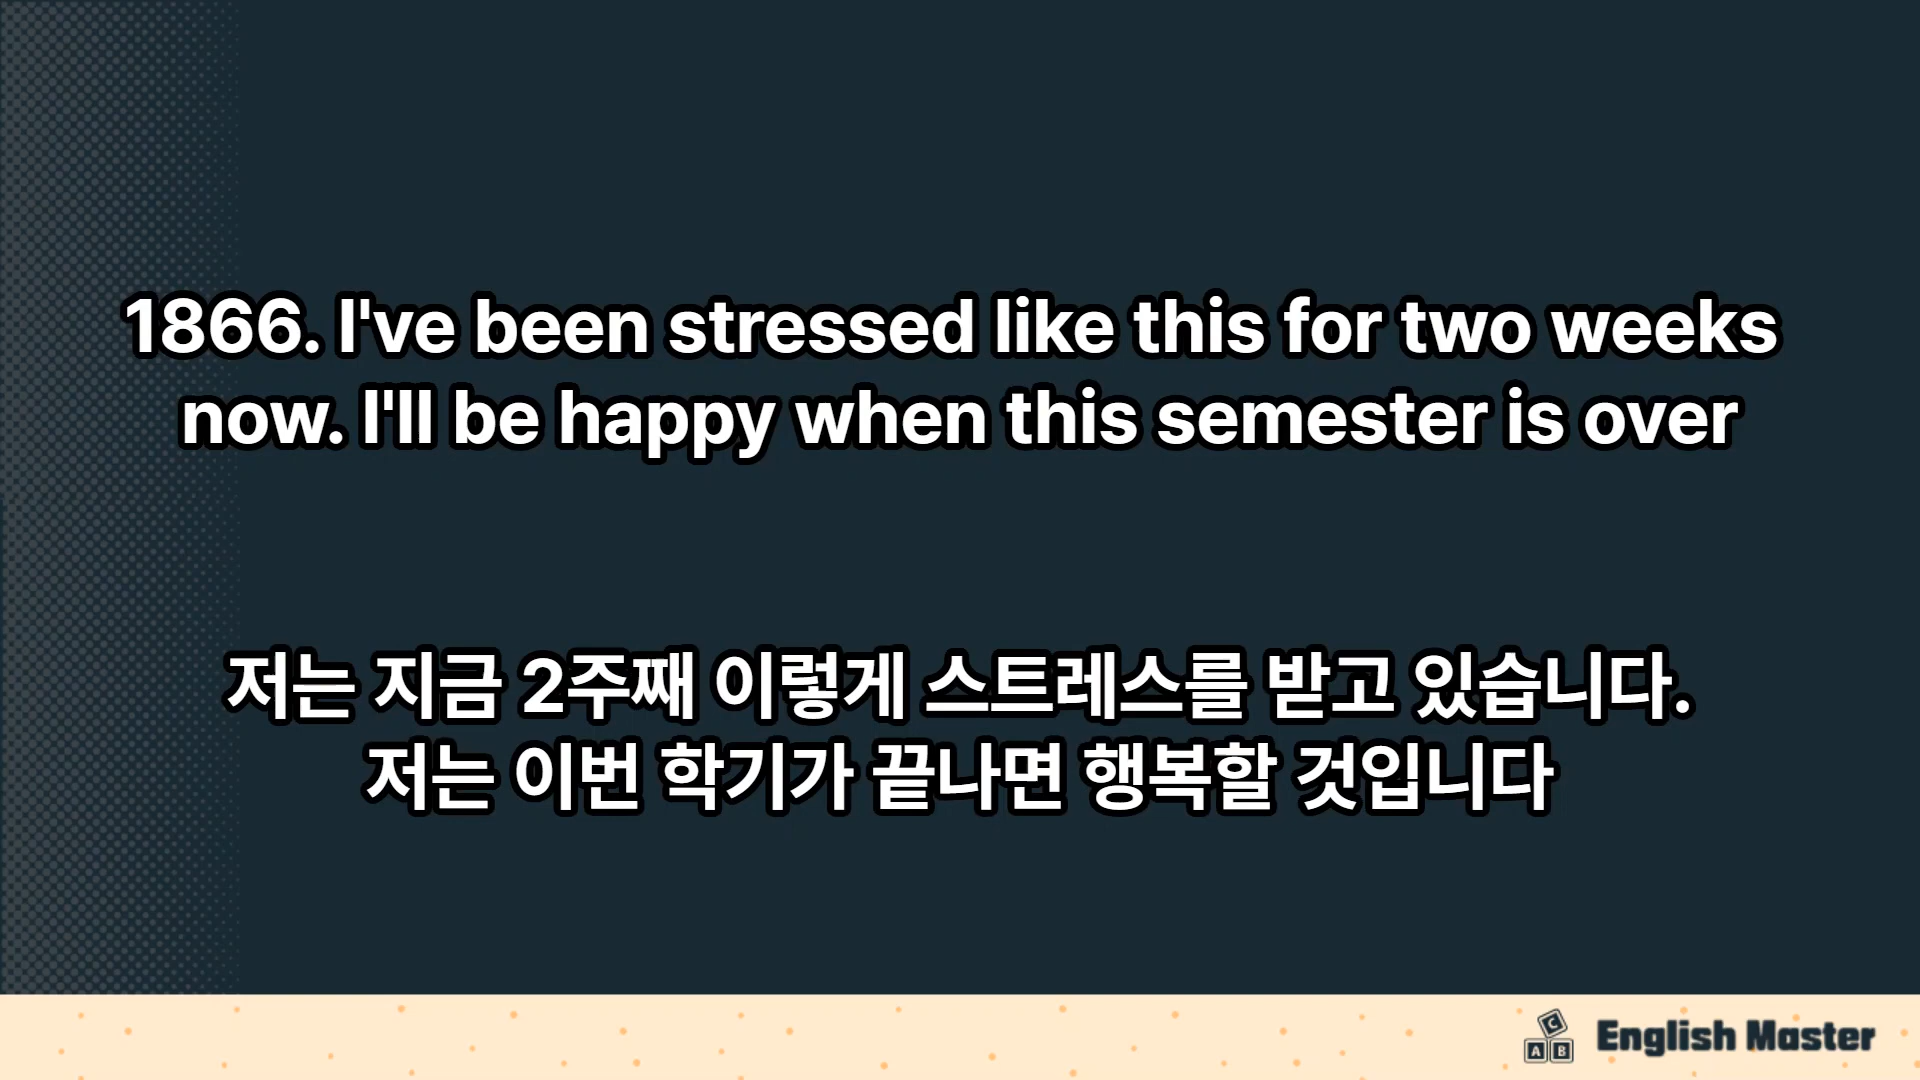 1866. I've been stressed like this for two weeks
now. I'll be happy when this semester is over
저는 지금 2주째 이렇게 스트레스를 받고 있습니다.
저는 이번 학기가 끝나면 행복할 것입니다
C
A B
English Master